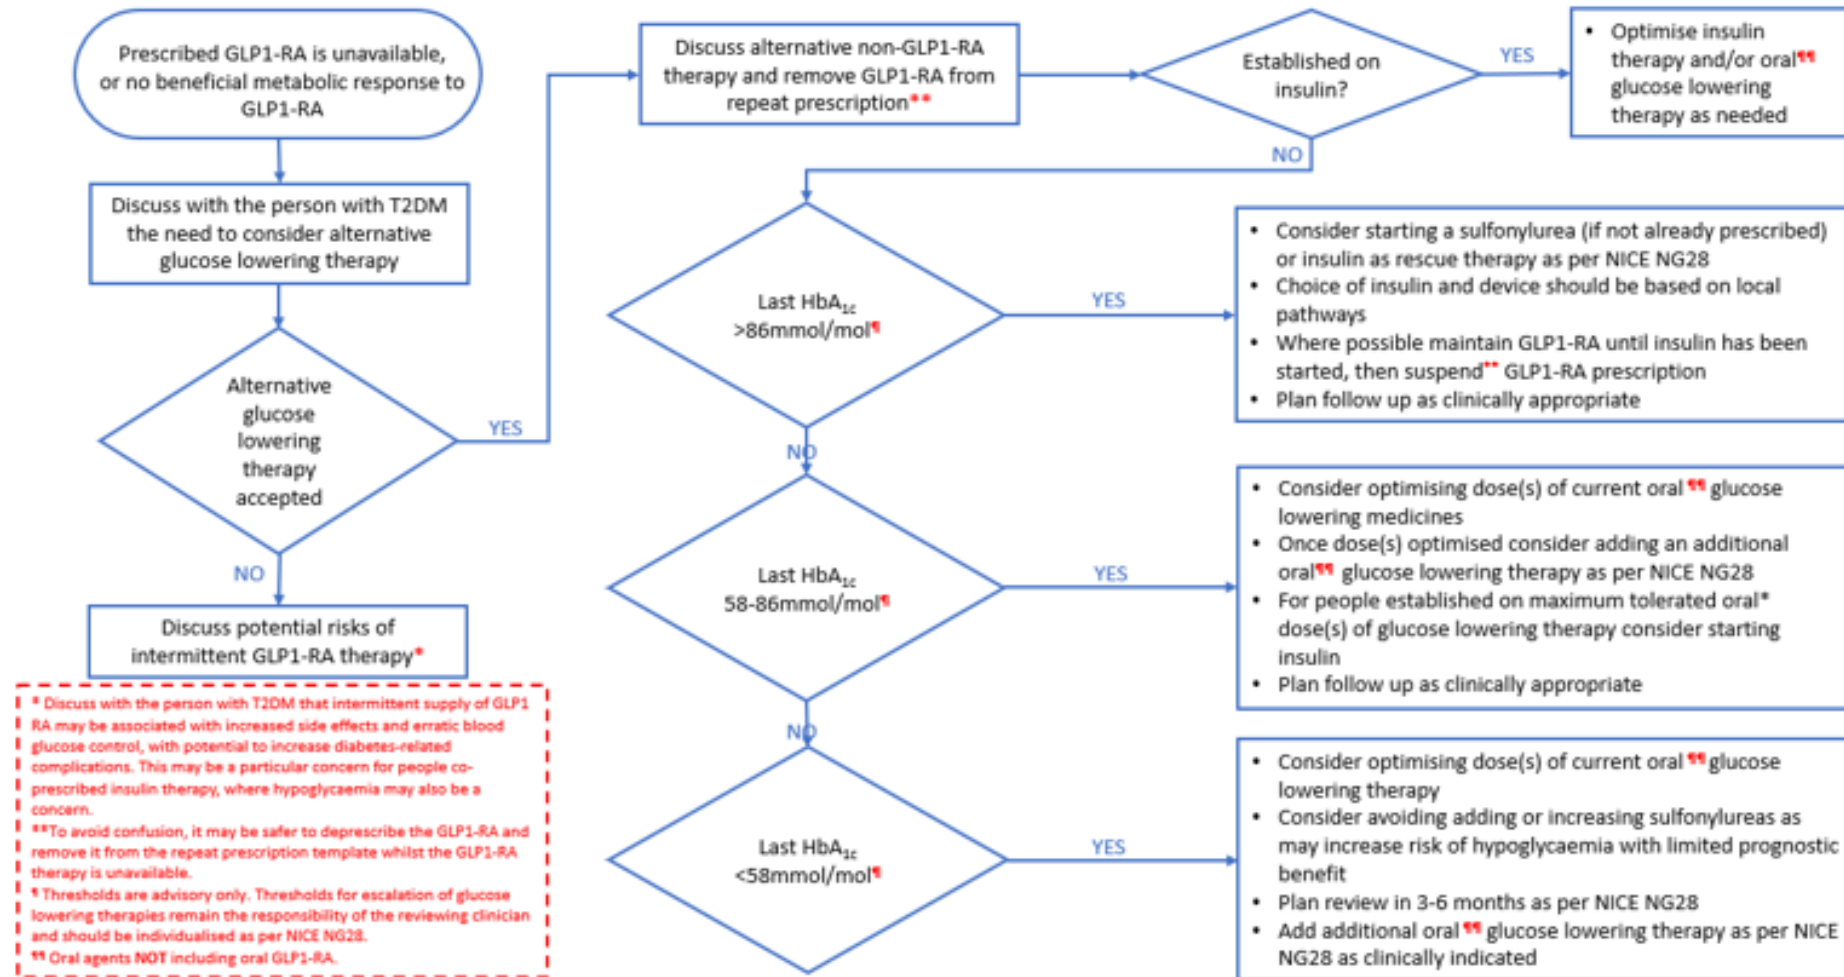 Prescribed GLP1-RA is unavailable,
or no beneficial metabolic response to
GLP1-RA
Discuss with the person with T2DM
the need to consider alternative
glucose lowering therapy
Alternative
glucose
lowering
therapy
accepted
YES
NO
Discuss potential risks of
intermittent GLP1-RA therapy*
* Discuss with the person with T2DM that intermittent supply of GLP1
RA may be associated with increased side effects and erratic blood
glucose control, with potential to increase diabetes-related
complications. This may be a particular concern for people co-
prescribed insulin therapy, where hypoglycaemia may also be a
concern.
**To avoid confusion, it may be safer to deprescribe the GLP1-RA and
remove it from the repeat prescription template whilst the GLP1-RA
therapy is unavailable.
¶ Thresholds are advisory only. Thresholds for escalation of glucose
lowering therapies remain the responsibility of the reviewing clinician
and should be individualised as per NICE NG28.
¶¶ Oral agents NOT including oral GLP1-RA.
Discuss alternative non-GLP1-RA
therapy and remove GLP1-RA from
repeat prescription**
Established on
insulin?
YES
• Optimise insulin
therapy and/or oral¶¶
glucose lowering
therapy as needed
NO
Last HbA1c
>86mmol/mol¶
YES
• Consider starting a sulfonylurea (if not already prescribed)
or insulin as rescue therapy as per NICE NG28
• Choice of insulin and device should be based on local
pathways
• Where possible maintain GLP1-RA until insulin has been
started, then suspend** GLP1-RA prescription
• Plan follow up as clinically appropriate
NO
Last HbA1c
58-86mmol/mol¶
YES
• Consider optimising dose(s) of current oral ¶¶ glucose
lowering medicines
• Once dose(s) optimised consider adding an additional
oral¶¶ glucose lowering therapy as per NICE NG28
• For people established on maximum tolerated oral*
dose(s) of glucose lowering therapy consider starting
insulin
• Plan follow up as clinically appropriate
NO
Last HbA1c
<58mmol/mol¶
YES
• Consider optimising dose(s) of current oral ¶¶ glucose
lowering therapy
• Consider avoiding adding or increasing sulfonylureas as
may increase risk of hypoglycaemia with limited prognostic
benefit
• Plan review in 3-6 months as per NICE NG28
• Add additional oral ¶¶ glucose lowering therapy as per NICE
NG28 as clinically indicated